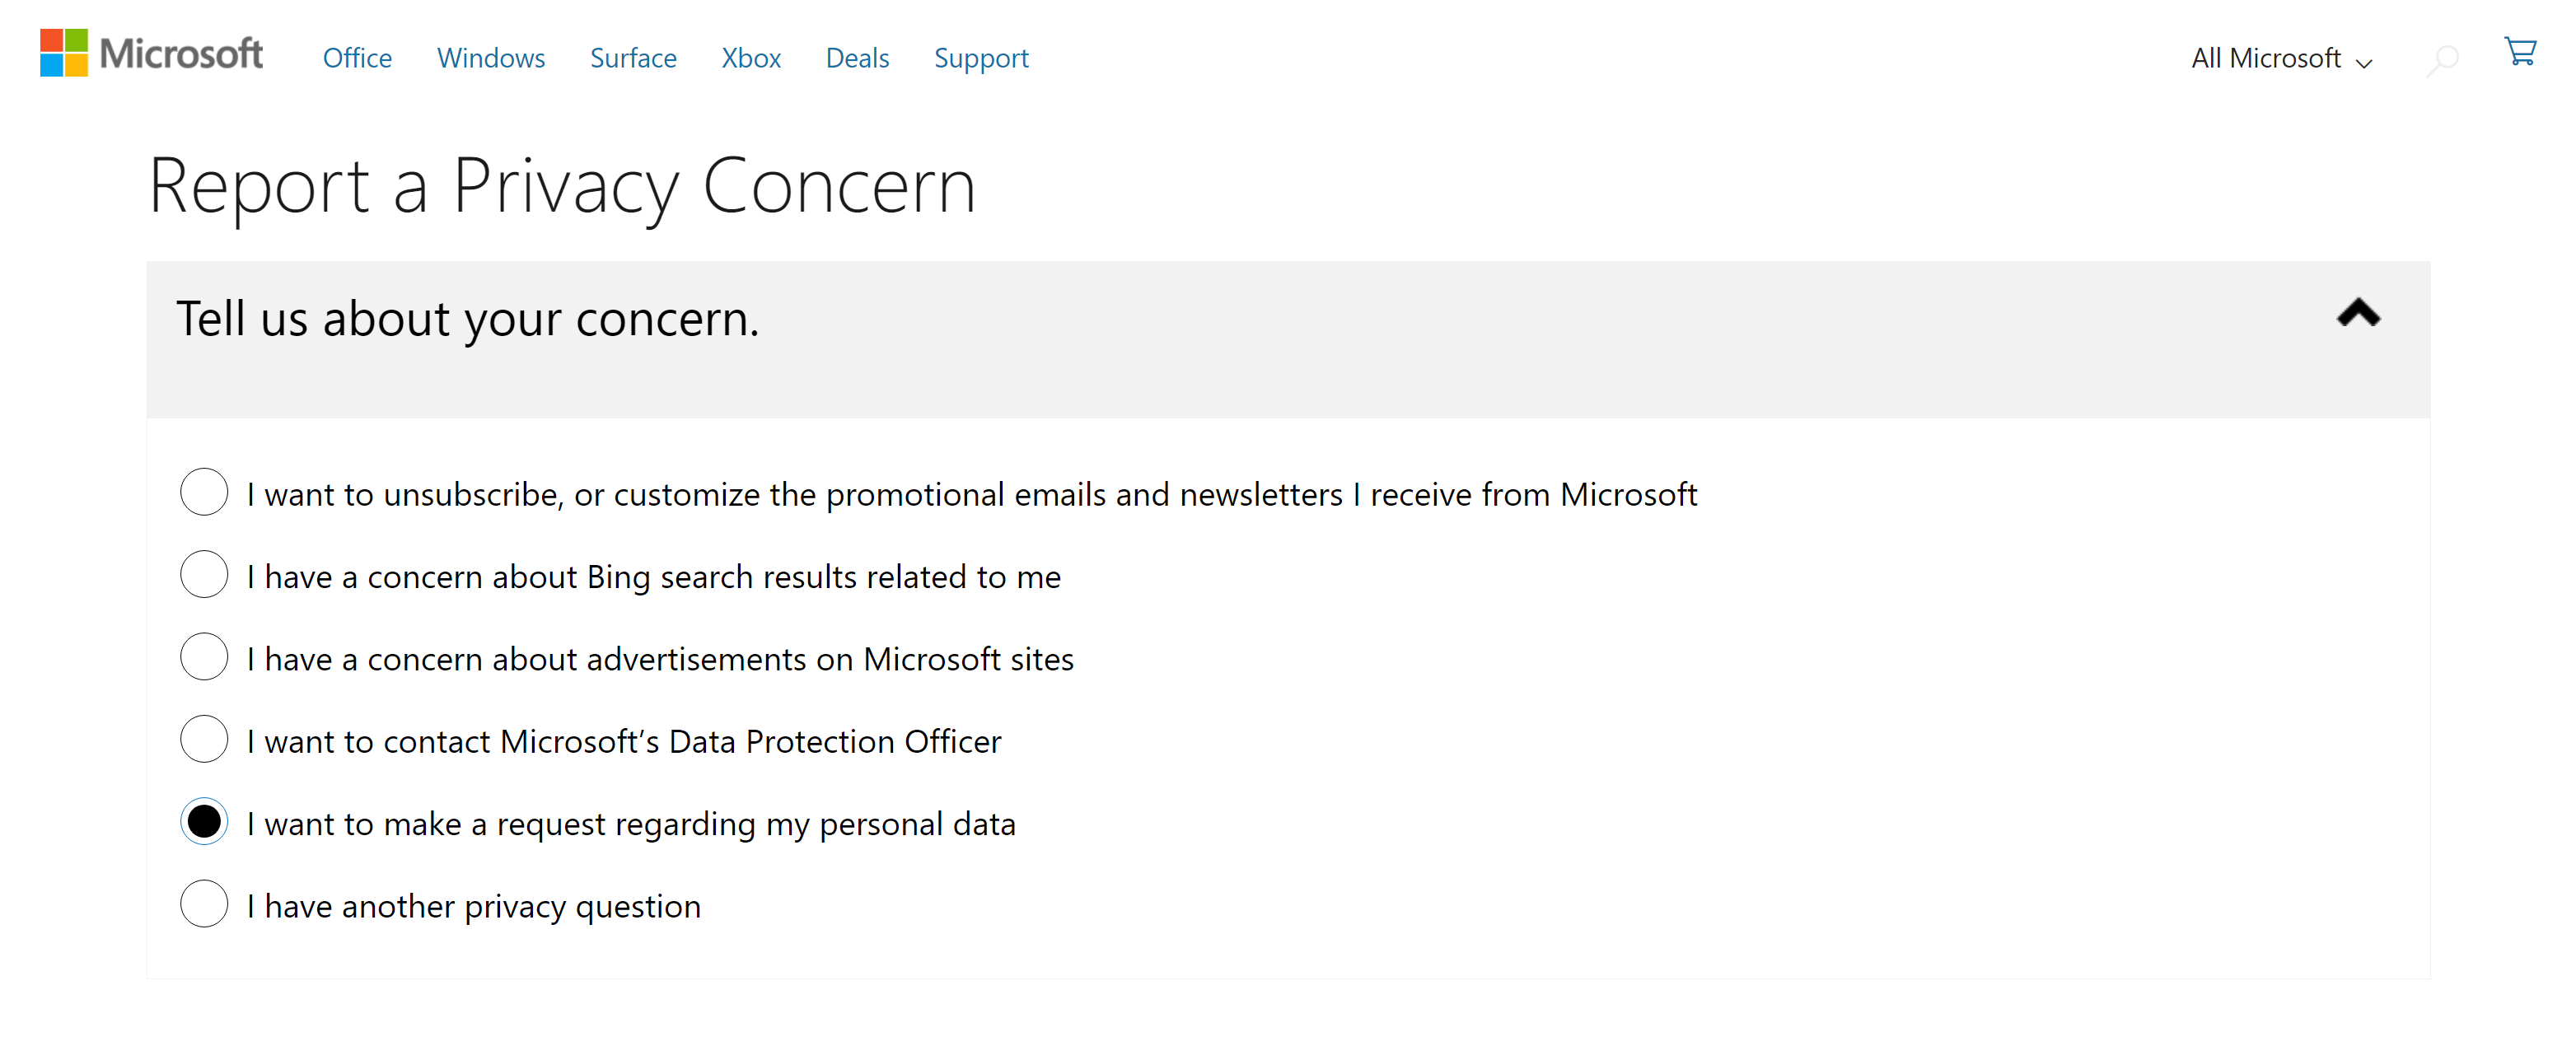 Microsoft Office Windows Surface Xbox Deals Support All Microsoft
Report a Privacy Concern
Tell us about your concern.
I want to unsubscribe, or customize the promotional emails and newsletters I receive from Microsoft
I have a concern about Bing search results related to me
I have a concern about advertisements on Microsoft sites
I want to contact Microsoft’s Data Protection Officer
I want to make a request regarding my personal data
I have another privacy question